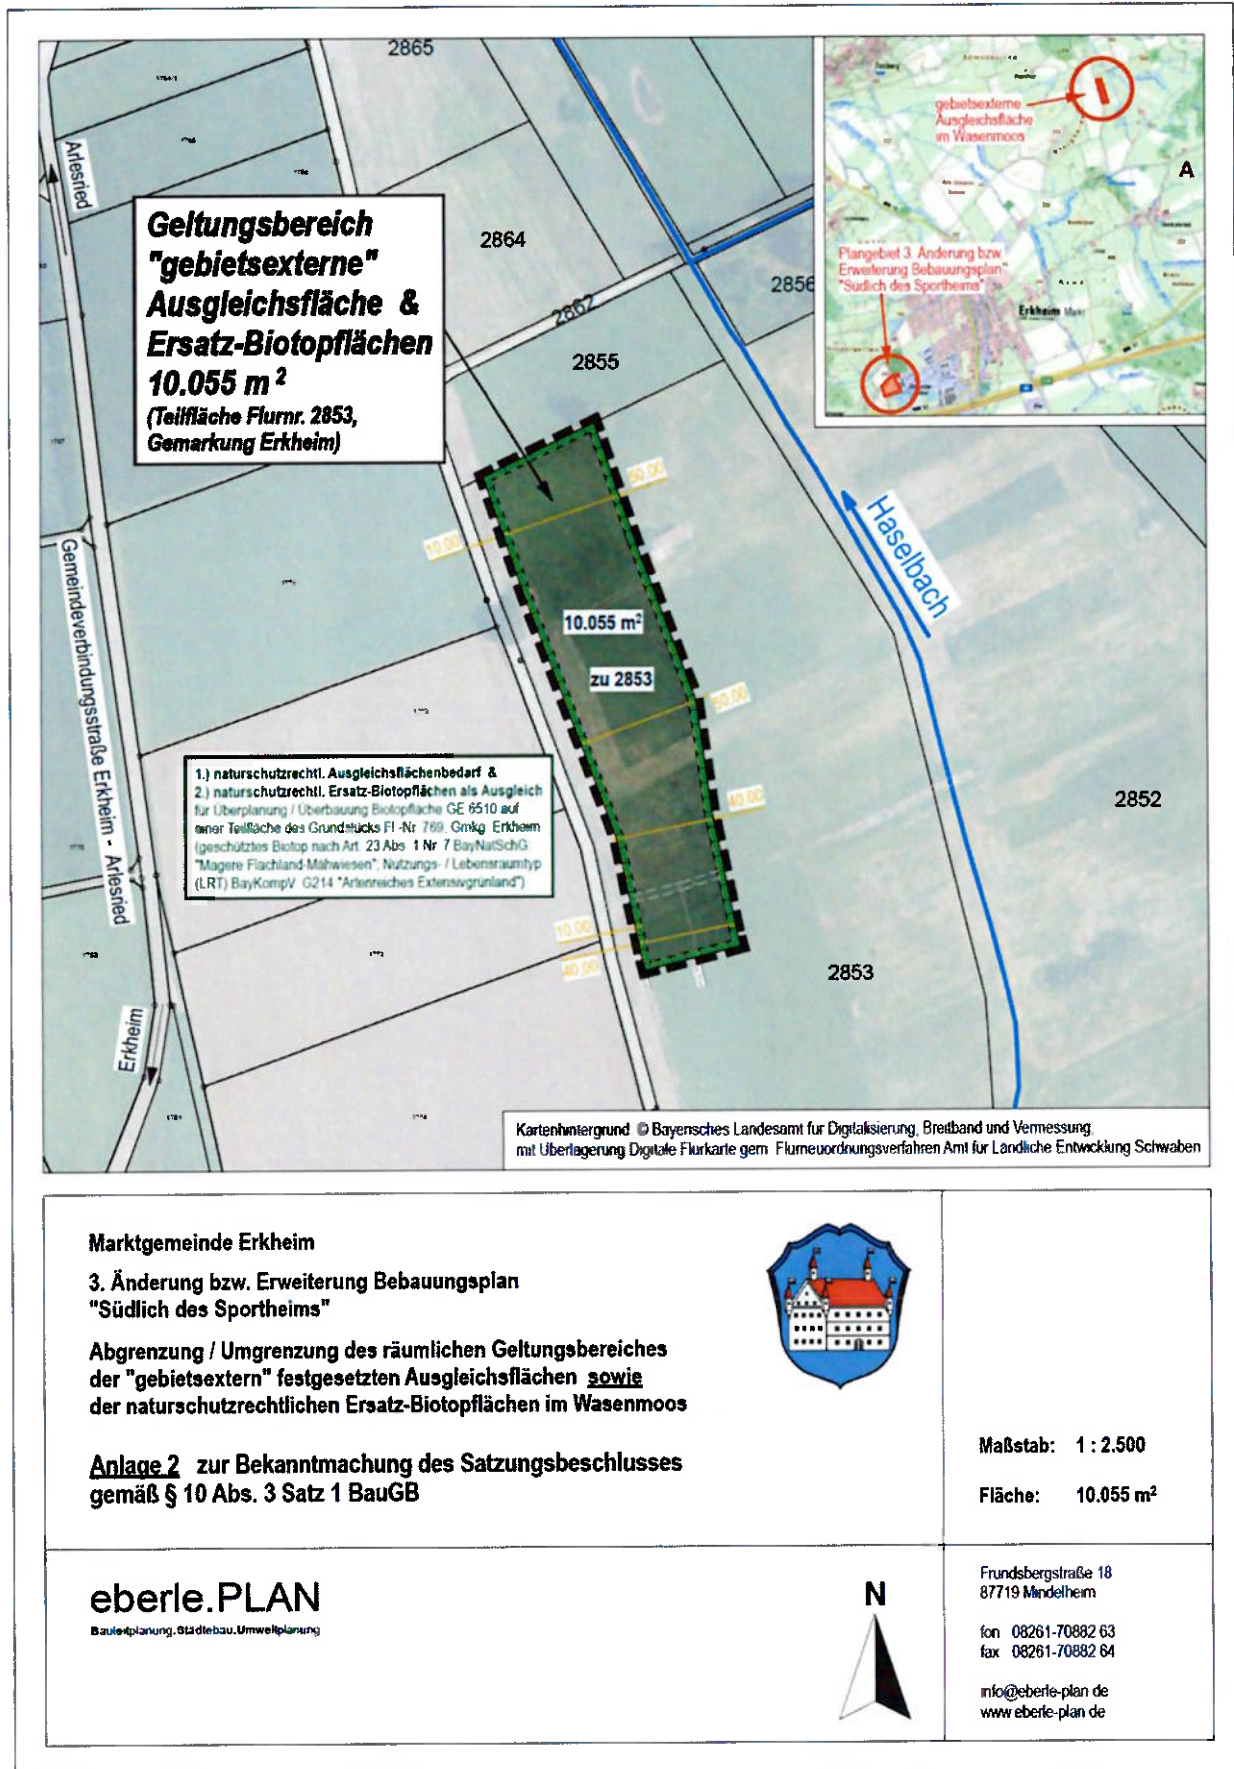 2865
Arlesried
Geltungsbereich
"gebietsexterne"
Ausgleichsfläche &
Ersatz-Biotopflächen
10.055 m²
(Teilfläche Flurnr. 2853,
Gemarkung Erkheim)
2864
2862
2856
2855
gebietsexterne
Ausgleichsfläche
im Wasenmoos
A
Plangebiet 3. Änderung bzw.
Erweiterung Bebauungsplan
"Südlich des Sportheims"
Erkheim Markt
50.00
10.00
Haselbach
Gemeindeverbindungsstraße Erkheim - Arlesried
10.055 m²
zu 2853
50.00
40.00
2852
1.) naturschutzrechtl. Ausgleichsflächenbedarf &
2.) naturschutzrechtl. Ersatz-Biotopflächen als Ausgleich
für Überplanung / Überbauung Biotopfläche GE 6510 auf
einer Teilfläche des Grundstücks Fl.-Nr. 769, Gmkg. Erkheim
(geschütztes Biotop nach Art. 23 Abs. 1 Nr. 7 BayNatSchG
"Magere Flachland-Mähwiesen", Nutzungs- / Lebensraumtyp
(LRT) BayKompV: G214 "Artenreiches Extensivgrünland")
10.00
40.00
2853
Erkheim
Kartenhintergrund © Bayerisches Landesamt für Digitalisierung, Breitband und Vermessung,
mit Überlagerung Digitale Flurkarte gem. Flurneuordnungsverfahren Amt für Ländliche Entwicklung Schwaben
Marktgemeinde Erkheim
3. Änderung bzw. Erweiterung Bebauungsplan
"Südlich des Sportheims"
Abgrenzung / Umgrenzung des räumlichen Geltungsbereiches
der "gebietsextern" festgesetzten Ausgleichsflächen sowie
der naturschutzrechtlichen Ersatz-Biotopflächen im Wasenmoos
Anlage 2 zur Bekanntmachung des Satzungsbeschlusses
gemäß § 10 Abs. 3 Satz 1 BauGB
Maßstab: 1 : 2.500
Fläche: 10.055 m²
eberle.PLAN
Bauleitplanung.Städtebau.Umweltplanung
N
Frundsbergstraße 18
87719 Mindelheim
fon 08261-70882 63
fax 08261-70882 64
info@eberle-plan.de
www.eberle-plan.de